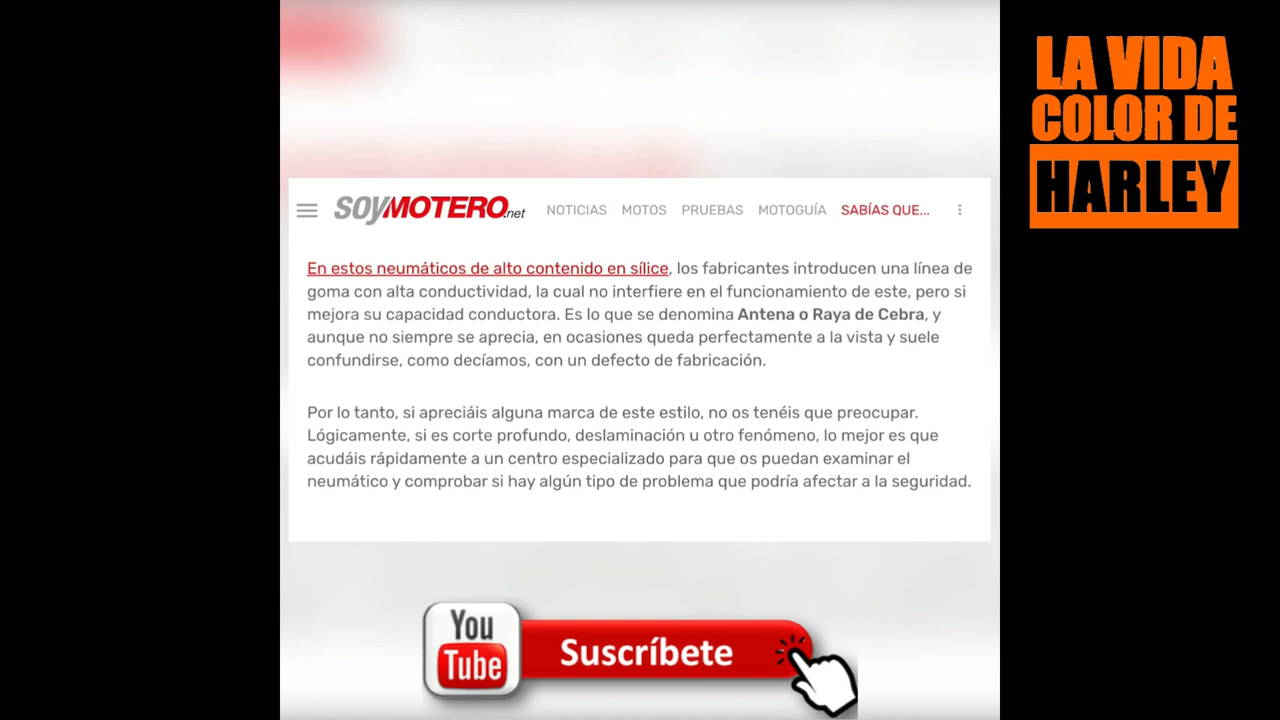 LA VIDA
COLOR DE
HARLEY
SOYMOTERO.net NOTICIAS MOTOS PRUEBAS MOTOGUÍA SABÍAS QUE...
En estos neumáticos de alto contenido en sílice, los fabricantes introducen una línea de
goma con alta conductividad, la cual no interfiere en el funcionamiento de este, pero si
mejora su capacidad conductora. Es lo que se denomina Antena o Raya de Cebra, y
aunque no siempre se aprecia, en ocasiones queda perfectamente a la vista y suele
confundirse, como decíamos, con un defecto de fabricación.
Por lo tanto, si apreciáis alguna marca de este estilo, no os tenéis que preocupar.
Lógicamente, si es corte profundo, deslaminación u otro fenómeno, lo mejor es que
acudáis rápidamente a un centro especializado para que os puedan examinar el
neumático y comprobar si hay algún tipo de problema que podría afectar a la seguridad.
You
Tube
Suscríbete